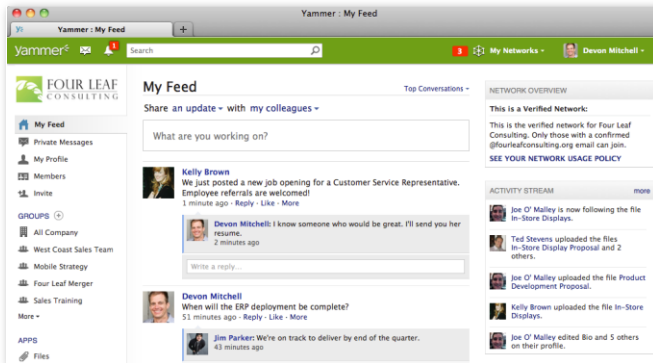 Yammer : My Feed
Yammer : My Feed
yammer
1
Search
3 My Networks
Devon Mitchell
FOUR LEAF
CONSULTING
My Feed
Private Messages
My Profile
Members
Invite
GROUPS
All Company
West Coast Sales Team
Mobile Strategy
Four Leaf Merger
Sales Training
More
APPS
Files
My Feed
Top Conversations
Share an update with my colleagues
What are you working on?
Kelly Brown
We just posted a new job opening for a Customer Service Representative.
Employee referrals are welcomed!
1 minute ago · Reply · Like · More
Devon Mitchell: I know someone who would be great. I'll send you her
resume.
2 minutes ago
Write a reply...
Devon Mitchell
When will the ERP deployment be complete?
51 minutes ago · Reply · Like · More
Jim Parker: We're on track to deliver by end of the quarter.
43 minutes ago
NETWORK OVERVIEW
This is a Verified Network:
This is the verified network for Four Leaf
Consulting. Only those with a confirmed
@fourleafconsulting.org email can join.
SEE YOUR NETWORK USAGE POLICY
ACTIVITY STREAM
more
Joe O' Malley is now following the file
In-Store Displays.
Ted Stevens uploaded the files
In-Store Display Proposal and 2
others.
Joe O' Malley uploaded the file Product
Development Proposal.
Kelly Brown uploaded the file In-Store
Displays.
Joe O' Malley edited Bio and 5 others
on their profile.